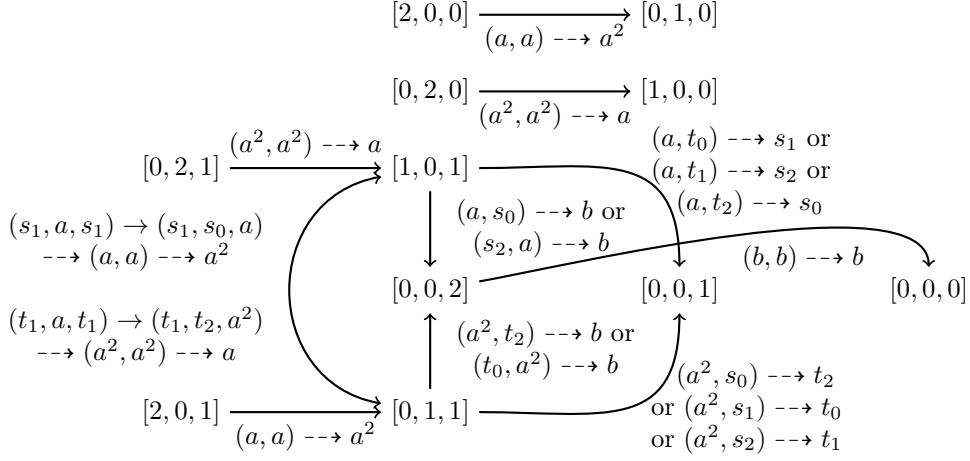 [2, 0, 0] [0, 1, 0]
(a, a) ⇢ a²
[0, 2, 0] [1, 0, 0]
(a², a²) ⇢ a
(a, t₀) ⇢ s₁ or
(a², a²) ⇢ a
[0, 2, 1] [1, 0, 1]
(a, t₁) ⇢ s₂ or
(a, t₂) ⇢ s₀
(s₁, a, s₁) → (s₁, s₀, a)
⇢ (a, a) ⇢ a²
(a, s₀) ⇢ b or
(s₂, a) ⇢ b
(b, b) ⇢ b
[0, 0, 2] [0, 0, 1] [0, 0, 0]
(t₁, a, t₁) → (t₁, t₂, a²)
⇢ (a², a²) ⇢ a
(a², t₂) ⇢ b or
(t₀, a²) ⇢ b
(a², s₀) ⇢ t₂
or (a², s₁) ⇢ t₀
or (a², s₂) ⇢ t₁
[2, 0, 1] [0, 1, 1]
(a, a) ⇢ a²